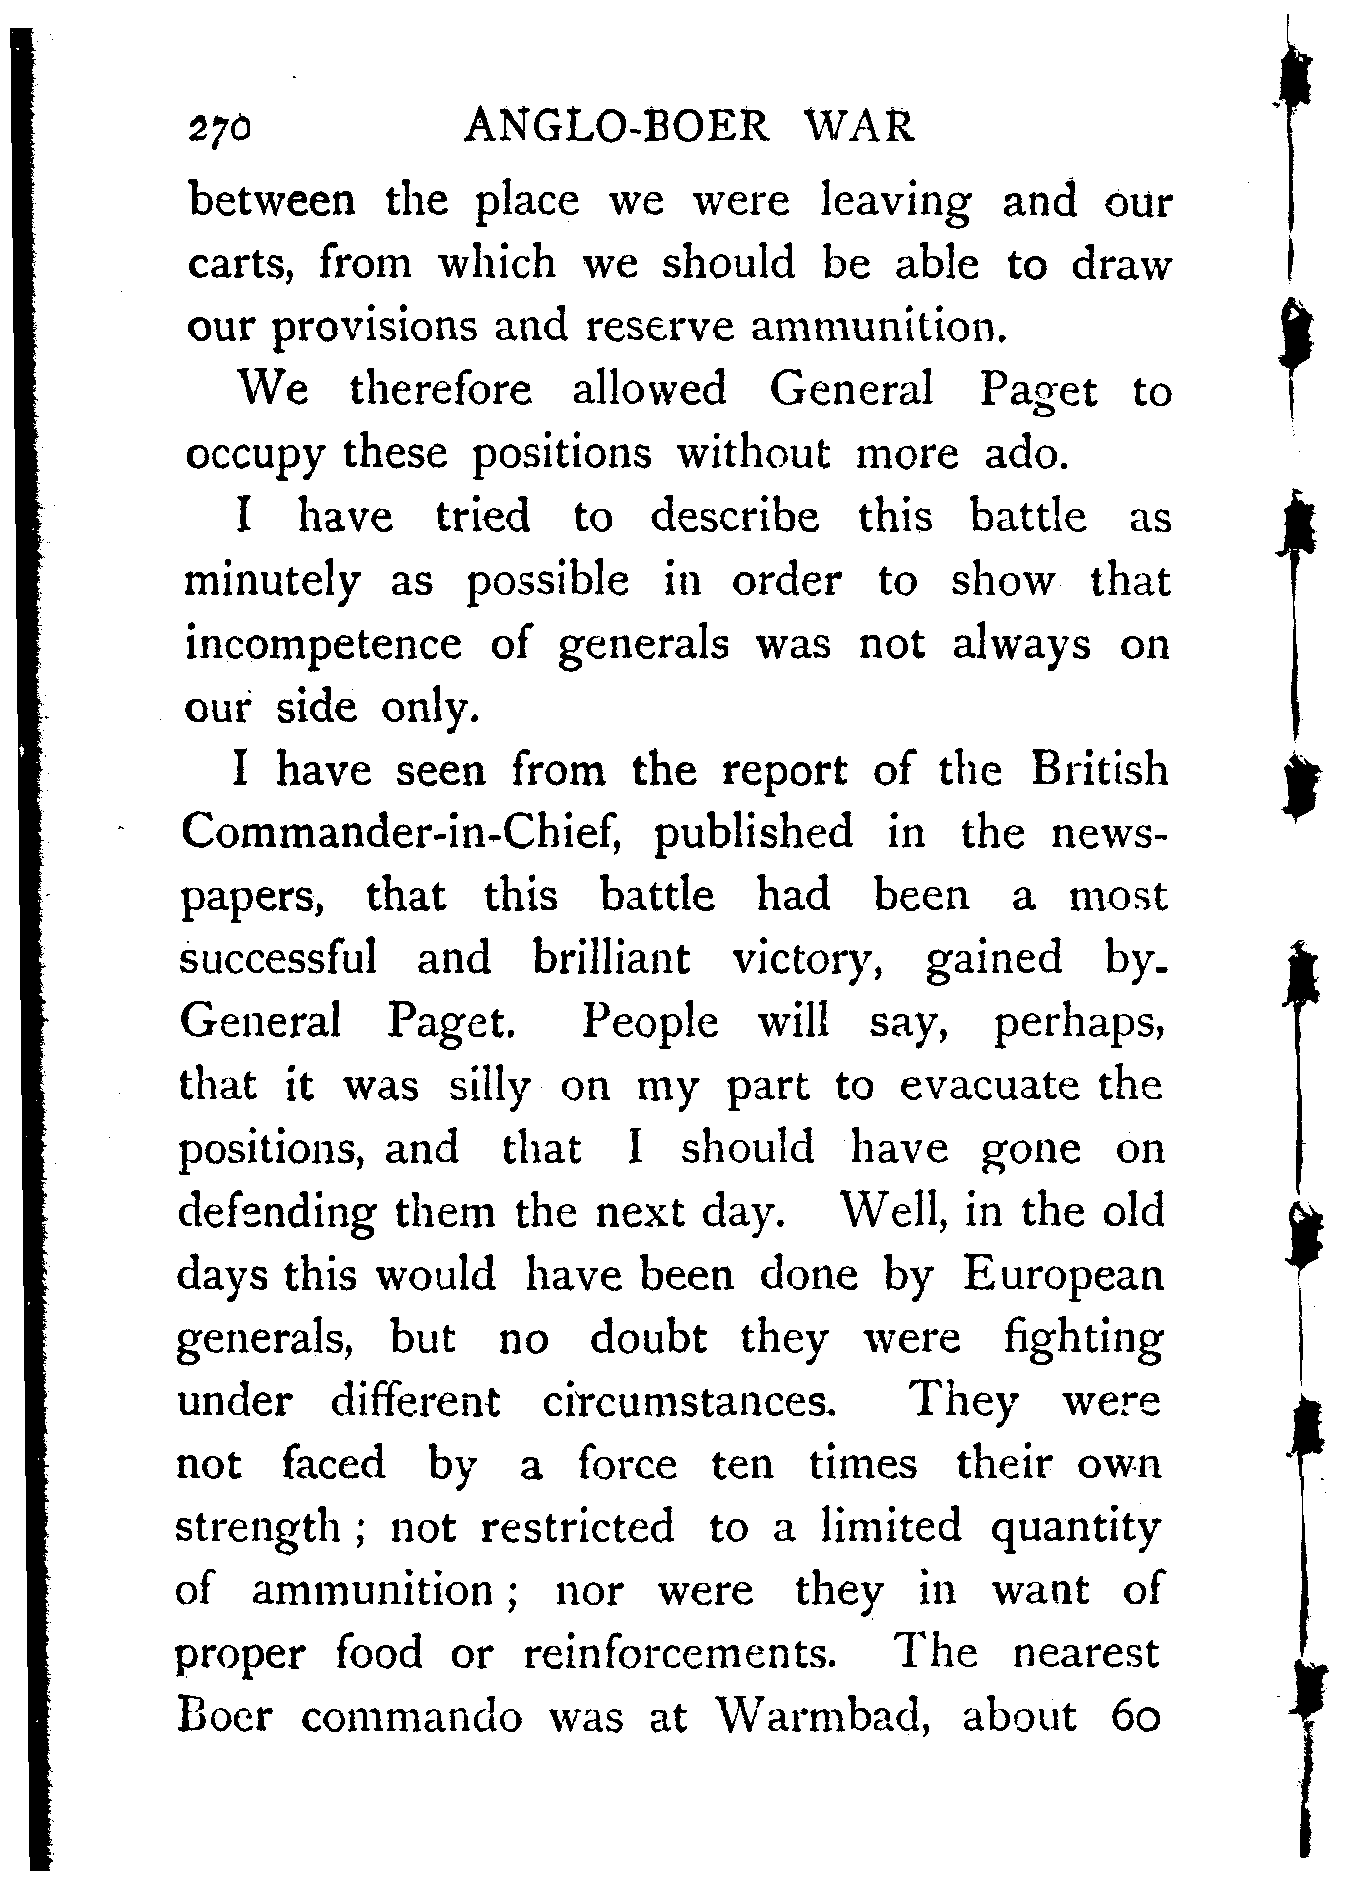 270 ANGLO-BOER WAR
between the place we were leaving and our
carts, from which we should be able to draw
our provisions and reserve ammunition.
We therefore allowed General Paget to
occupy these positions without more ado.
I have tried to describe this battle as
minutely as possible in order to show that
incompetence of generals was not always on
our side only.
I have seen from the report of the British
Commander-in-Chief, published in the news-
papers, that this battle had been a most
successful and brilliant victory, gained by
General Paget. People will say, perhaps,
that it was silly on my part to evacuate the
positions, and that I should have gone on
defending them the next day. Well, in the old
days this would have been done by European
generals, but no doubt they were fighting
under different circumstances. They were
not faced by a force ten times their own
strength ; not restricted to a limited quantity
of ammunition ; nor were they in want of
proper food or reinforcements. The nearest
Boer commando was at Warmbad, about 60